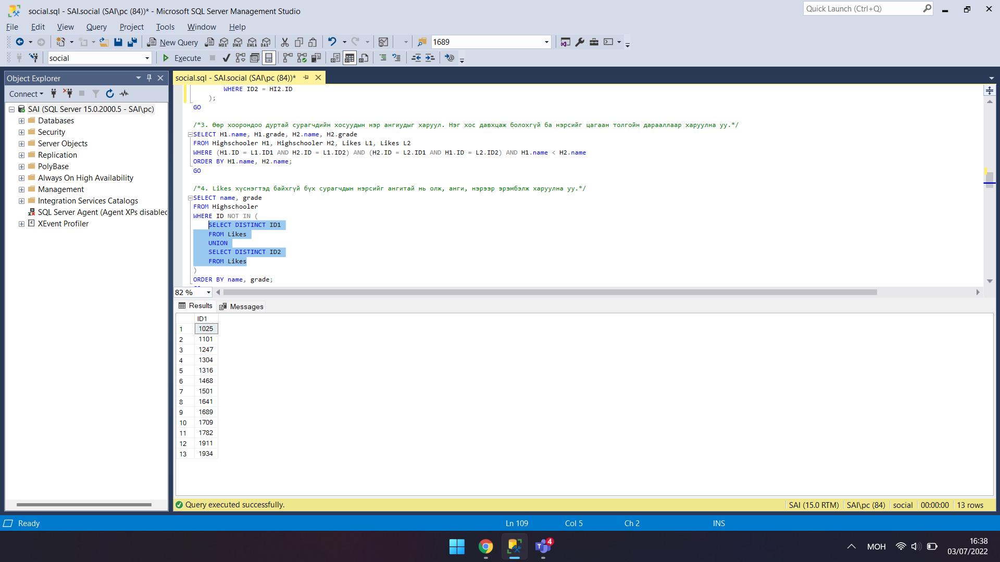 social.sql - SAI.social (SAI\pc (84))* - Microsoft SQL Server Management Studio
Quick Launch (Ctrl+Q)
File Edit View Query Project Tools Window Help
New Query MDX DMX XMLA DAX 1689
social Execute
Object Explorer
Connect
SAI (SQL Server 15.0.2000.5 - SAI\pc)
Databases
Security
Server Objects
Replication
PolyBase
Always On High Availability
Management
Integration Services Catalogs
SQL Server Agent (Agent XPs disabled
XEvent Profiler
social.sql - SAI.social (SAI\pc (84))*
WHERE ID2 = HI2.ID
);
GO
/*3. Өөр хоорондоо дуртай сурагчдийн хосуудын нэр ангиудыг харуул. Нэг хос давхцаж болохгүй ба нэрсийг цагаан толгойн дарааллаар харуулна уу.*/
SELECT H1.name, H1.grade, H2.name, H2.grade
FROM Highschooler H1, Highschooler H2, Likes L1, Likes L2
WHERE (H1.ID = L1.ID1 AND H2.ID = L1.ID2) AND (H2.ID = L2.ID1 AND H1.ID = L2.ID2) AND H1.name < H2.name
ORDER BY H1.name, H2.name;
GO
/*4. Likes хүснэгтэд байхгүй бүх сурагчдын нэрсийг ангитай нь олж, анги, нэрээр эрэмбэлж харуулна уу.*/
SELECT name, grade
FROM Highschooler
WHERE ID NOT IN (
SELECT DISTINCT ID1
FROM Likes
UNION
SELECT DISTINCT ID2
FROM Likes
)
ORDER BY name, grade;
82 %
Results Messages
ID1
1 1025
2 1101
3 1247
4 1304
5 1316
6 1468
7 1501
8 1641
9 1689
10 1709
11 1782
12 1911
13 1934
Query executed successfully. SAI (15.0 RTM) SAI\pc (84) social 00:00:00 13 rows
Ready Ln 109 Col 5 Ch 2 INS
4
МОН
16:38
03/07/2022